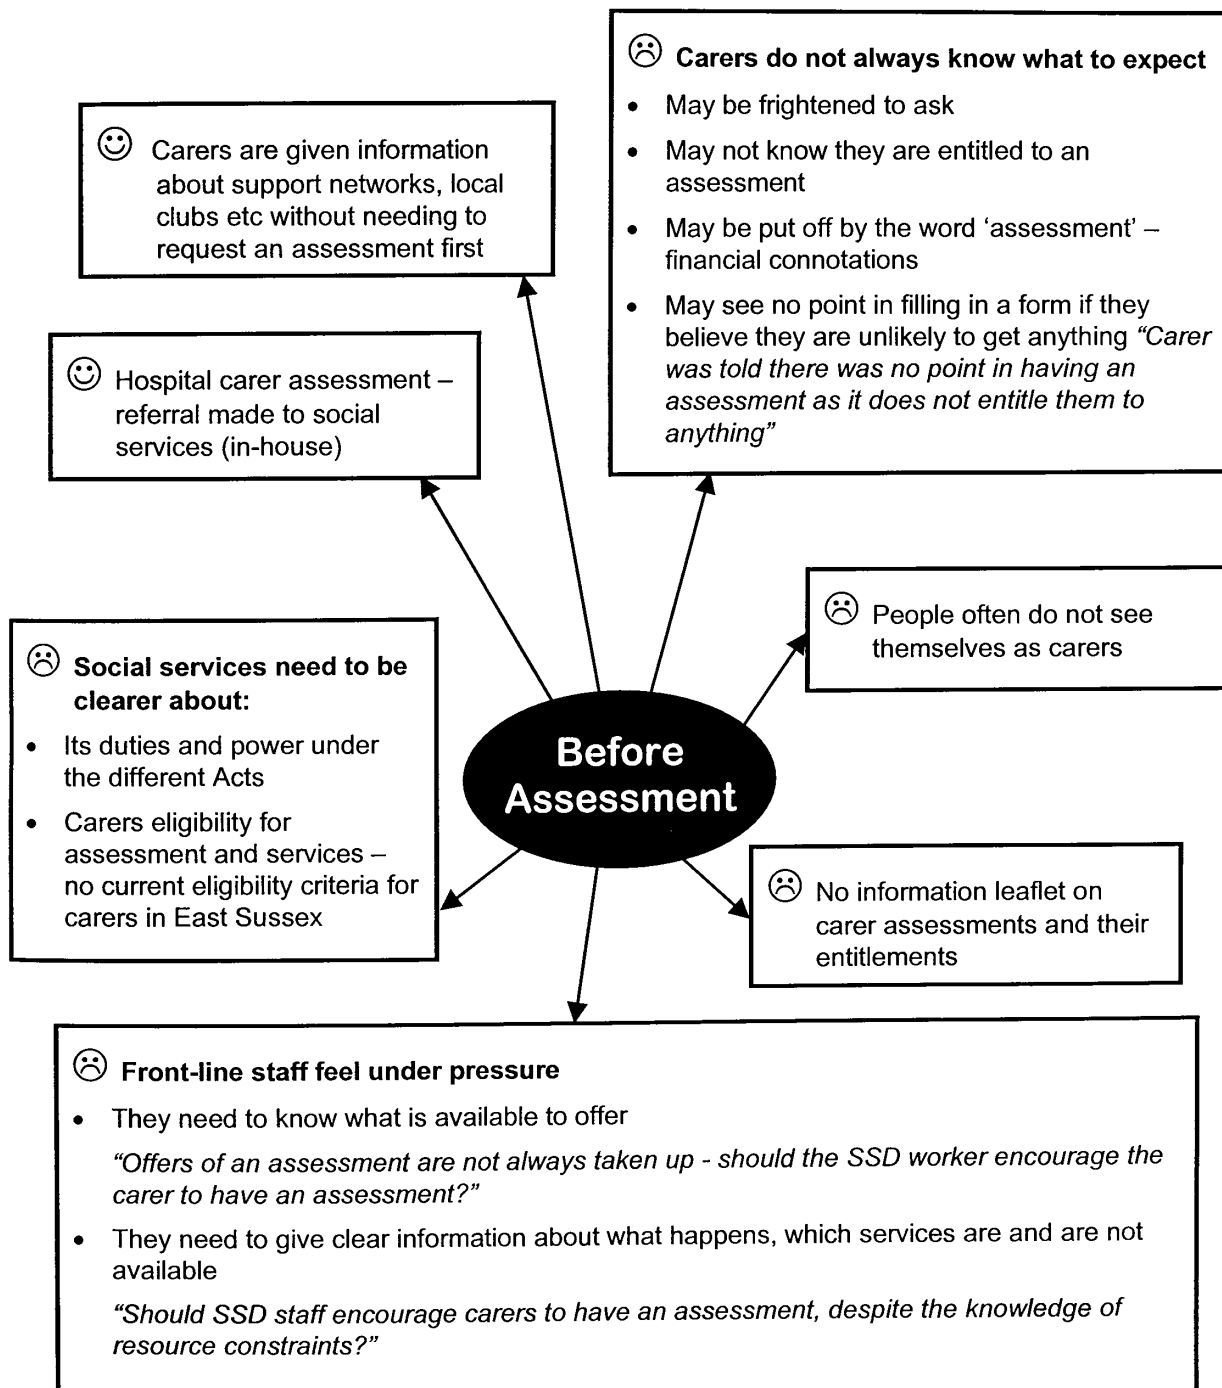 Carers are given information
about support networks, local
clubs etc without needing to
request an assessment first
Carers do not always know what to expect
• May be frightened to ask
• May not know they are entitled to an
assessment
• May be put off by the word ‘assessment’ –
financial connotations
• May see no point in filling in a form if they
believe they are unlikely to get anything “Carer
was told there was no point in having an
assessment as it does not entitle them to
anything”
Hospital carer assessment –
referral made to social
services (in-house)
People often do not see
themselves as carers
Social services need to be
clearer about:
• Its duties and power under
the different Acts
• Carers eligibility for
assessment and services –
no current eligibility criteria for
carers in East Sussex
Before
Assessment
No information leaflet on
carer assessments and their
entitlements
Front-line staff feel under pressure
• They need to know what is available to offer
“Offers of an assessment are not always taken up - should the SSD worker encourage the
carer to have an assessment?”
• They need to give clear information about what happens, which services are and are not
available
“Should SSD staff encourage carers to have an assessment, despite the knowledge of
resource constraints?”